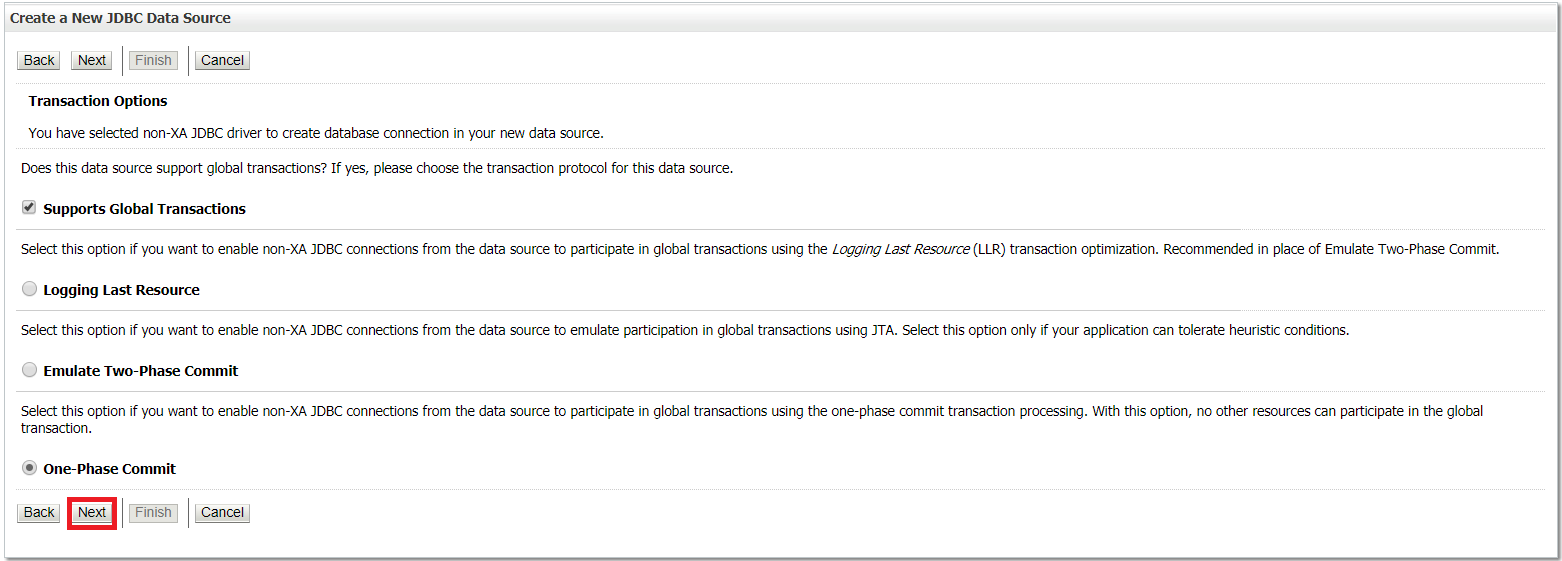 Create a New JDBC Data Source
Back Next Finish Cancel
Transaction Options
You have selected non-XA JDBC driver to create database connection in your new data source.
Does this data source support global transactions? If yes, please choose the transaction protocol for this data source.
Supports Global Transactions
Select this option if you want to enable non-XA JDBC connections from the data source to participate in global transactions using the Logging Last Resource (LLR) transaction optimization. Recommended in place of Emulate Two-Phase Commit.
Logging Last Resource
Select this option if you want to enable non-XA JDBC connections from the data source to emulate participation in global transactions using JTA. Select this option only if your application can tolerate heuristic conditions.
Emulate Two-Phase Commit
Select this option if you want to enable non-XA JDBC connections from the data source to participate in global transactions using the one-phase commit transaction processing. With this option, no other resources can participate in the global
transaction.
One-Phase Commit
Back Next Finish Cancel